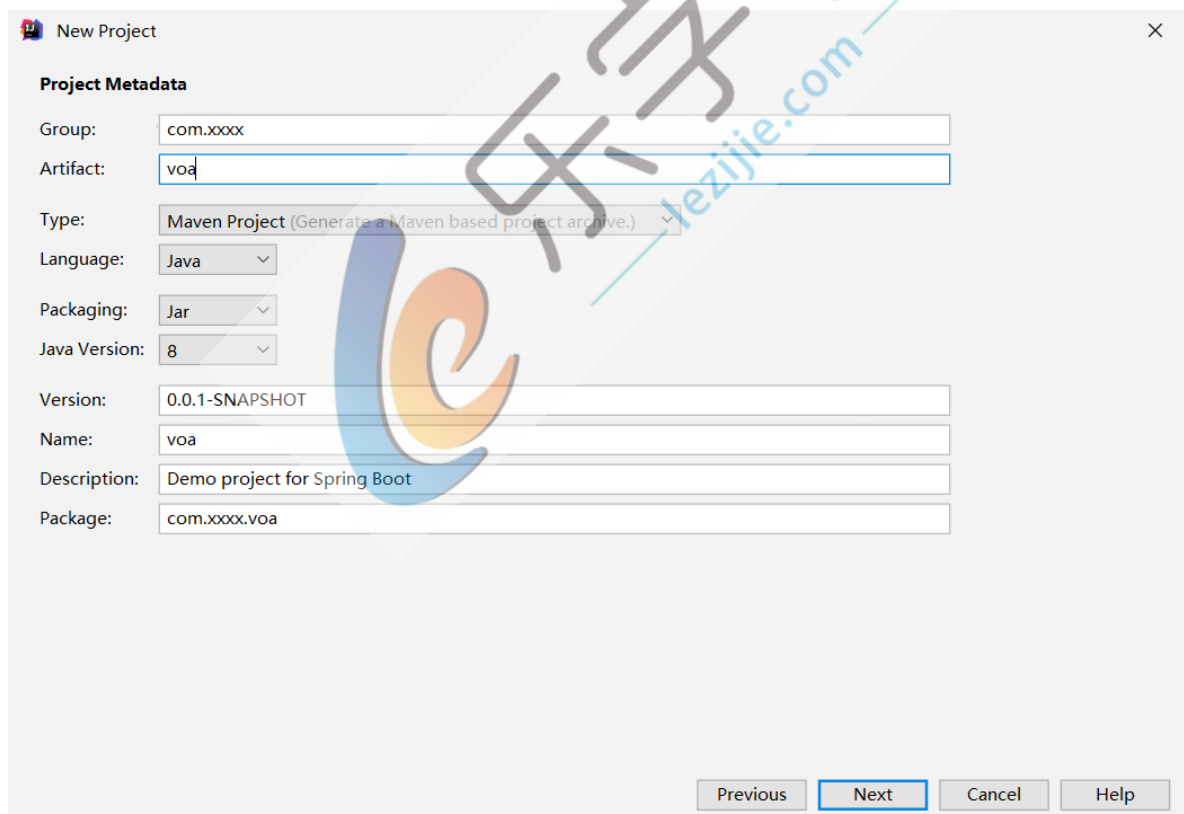 New Project
Project Metadata
Group: com.xxxx
Artifact: voa
Type: Maven Project (Generate a Maven based project archive.)
Language: Java
Packaging: Jar
Java Version: 8
Version: 0.0.1-SNAPSHOT
Name: voa
Description: Demo project for Spring Boot
Package: com.xxxx.voa
Previous Next Cancel Help
乐字
lezijie.com